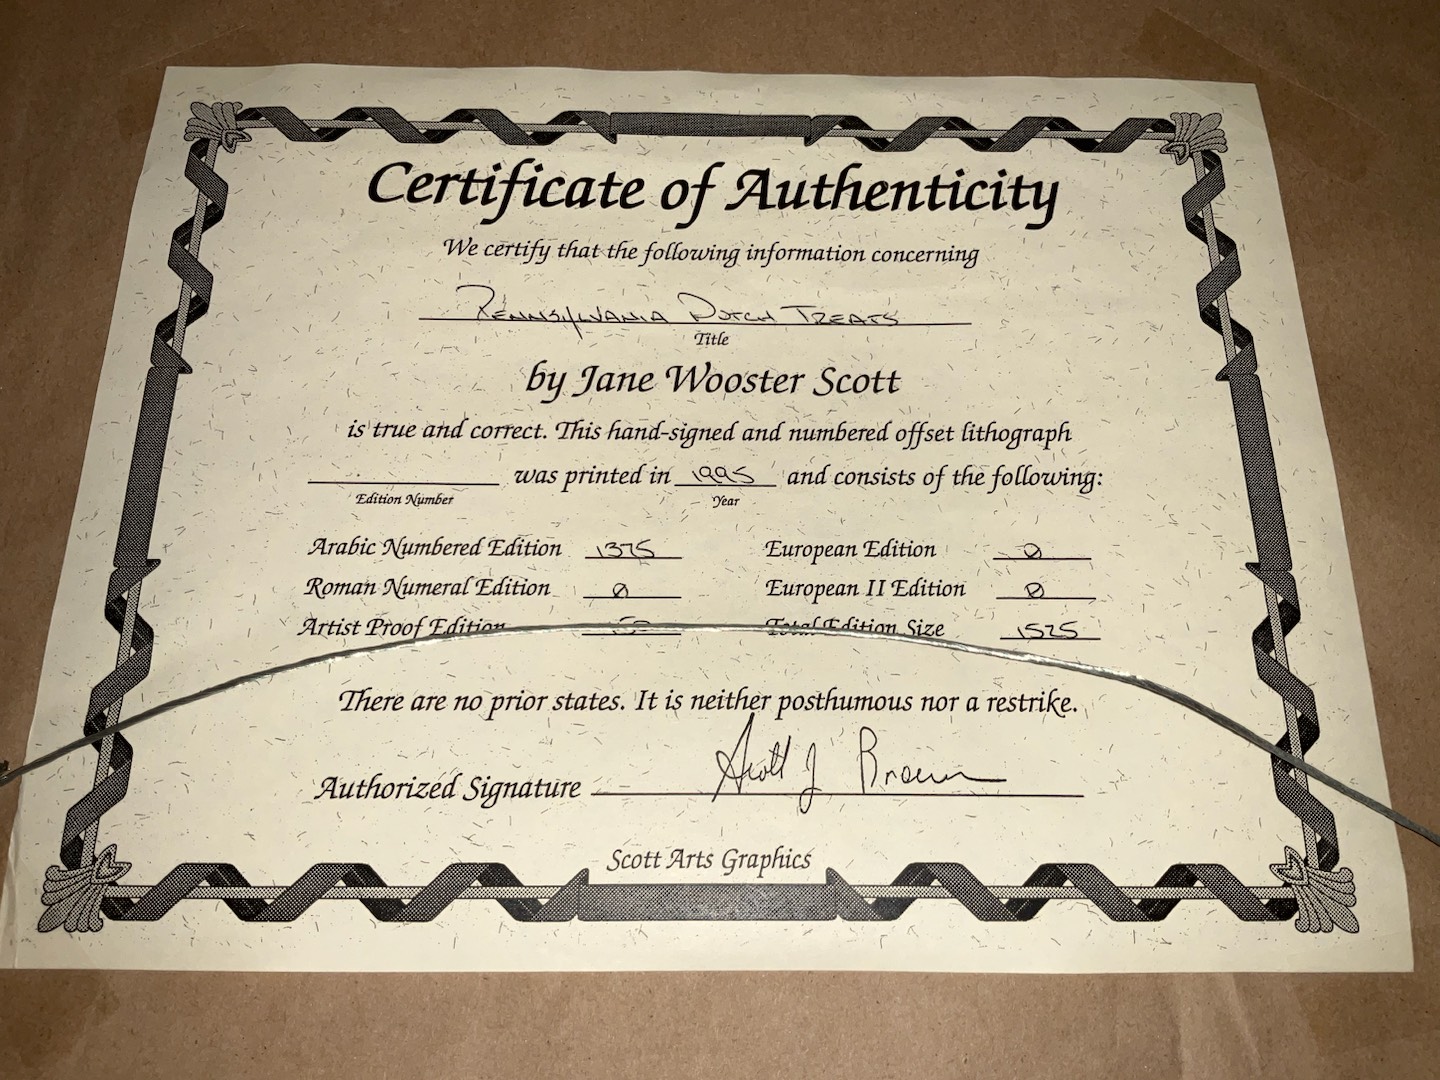 Certificate of Authenticity
We certify that the following information concerning
Pennsylvania Dutch Treats
Title
by Jane Wooster Scott
is true and correct. This hand-signed and numbered offset lithograph
was printed in 1995 and consists of the following:
Edition Number Year
Arabic Numbered Edition 1375 European Edition 0
Roman Numeral Edition 0 European II Edition 0
Artist Proof Edition Total Edition Size 1525
There are no prior states. It is neither posthumous nor a restrike.
Authorized Signature Scott J Brown
Scott Arts Graphics